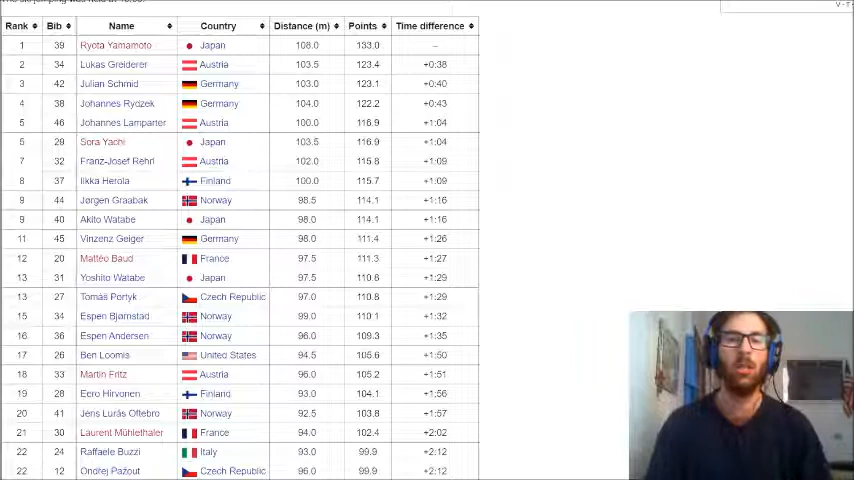 V · T ·
Rank Bib Name Country Distance (m) Points Time difference
1 39 Ryota Yamamoto Japan 108.0 133.0 –
2 34 Lukas Greiderer Austria 103.5 123.4 +0:38
3 42 Julian Schmid Germany 103.0 123.1 +0:40
4 38 Johannes Rydzek Germany 104.0 122.2 +0:43
5 46 Johannes Lamparter Austria 100.0 116.9 +1:04
5 29 Sora Yachi Japan 103.5 116.9 +1:04
7 32 Franz-Josef Rehrl Austria 102.0 115.8 +1:09
8 37 Ilkka Herola Finland 100.0 115.7 +1:09
9 44 Jørgen Graabak Norway 98.5 114.1 +1:16
9 40 Akito Watabe Japan 98.0 114.1 +1:16
11 45 Vinzenz Geiger Germany 98.0 111.4 +1:26
12 20 Mattéo Baud France 97.5 111.3 +1:27
13 31 Yoshito Watabe Japan 97.5 110.8 +1:29
13 27 Tomáš Portyk Czech Republic 97.0 110.8 +1:29
15 34 Espen Bjørnstad Norway 99.0 110.1 +1:32
16 36 Espen Andersen Norway 96.0 109.3 +1:35
17 26 Ben Loomis United States 94.5 105.6 +1:50
18 33 Martin Fritz Austria 96.0 105.2 +1:51
19 28 Eero Hirvonen Finland 93.0 104.1 +1:56
20 41 Jens Lurås Oftebro Norway 92.5 103.8 +1:57
21 30 Laurent Mühlethaler France 94.0 102.4 +2:02
22 24 Raffaele Buzzi Italy 93.0 99.9 +2:12
22 12 Ondřej Pažout Czech Republic 96.0 99.9 +2:12